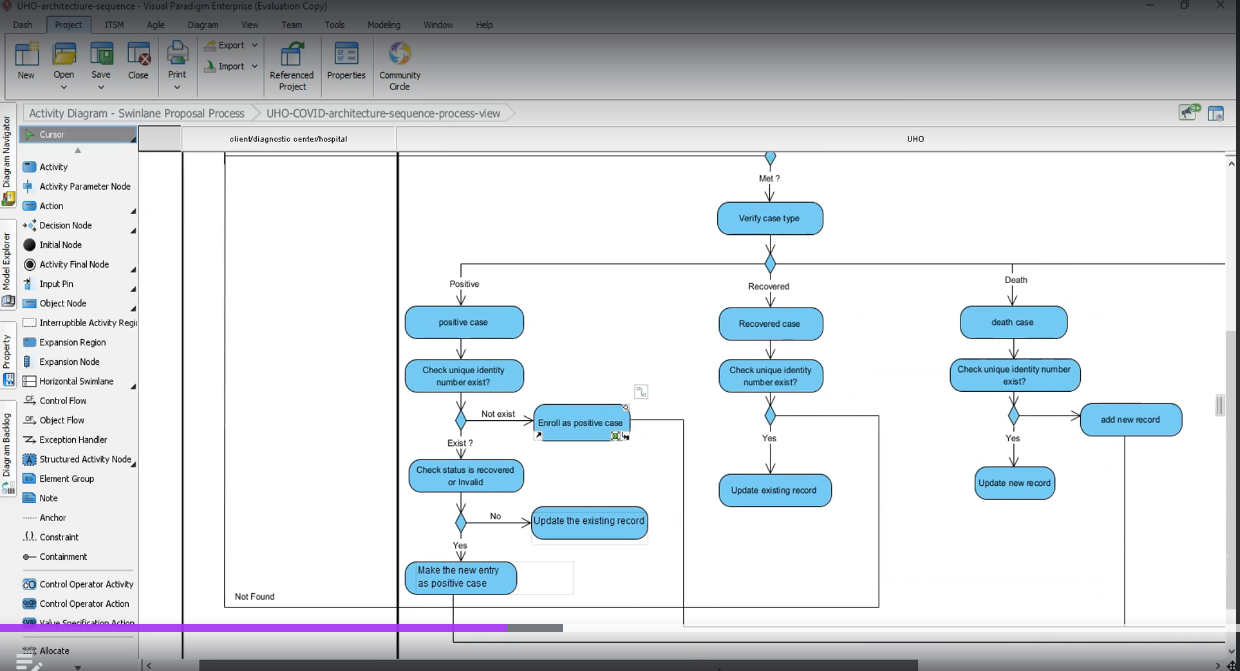 UHO-architectiure-sequence - Visual Paradigm Enterprise (Evaluation Copy)
Dash Project ITSM Agile Diagram View Team Tools Modeling Window Help
New
Open
Save
Close
Print
Export
Import
Referenced
Project
Properties
Community
Circle
Activity Diagram - Swinlane Proposal Process
UHO-COVID-architecture-sequence-process-view
Diagram Navigator
Model Explorer
Property
Diagram Backlog
Cursor
Activity
Activity Parameter Node
Action
Decision Node
Initial Node
Activity Final Node
Input Pin
Object Node
Interruptible Activity Regi
Expansion Region
Expansion Node
Horizontal Swimlane
Control Flow
Object Flow
Exception Handler
Structured Activity Node
Element Group
Note
Anchor
Constraint
Containment
Control Operator Activity
Control Operator Action
Value Specification Action
Allocate
client/diagnostic center/hospital
UHO
Met ?
Verify case type
Positive
Recovered
Death
positive case
Recovered case
death case
Check unique identity
number exist?
Check unique identity
number exist?
Check unique identity number
exist?
Not exist
Enroll as positive case
add new record
Exist ?
Yes
Yes
Check status is recovered
or Invalid
Update existing record
Update new record
No
Update the existing record
Yes
Make the new entry
as positive case
Not Found